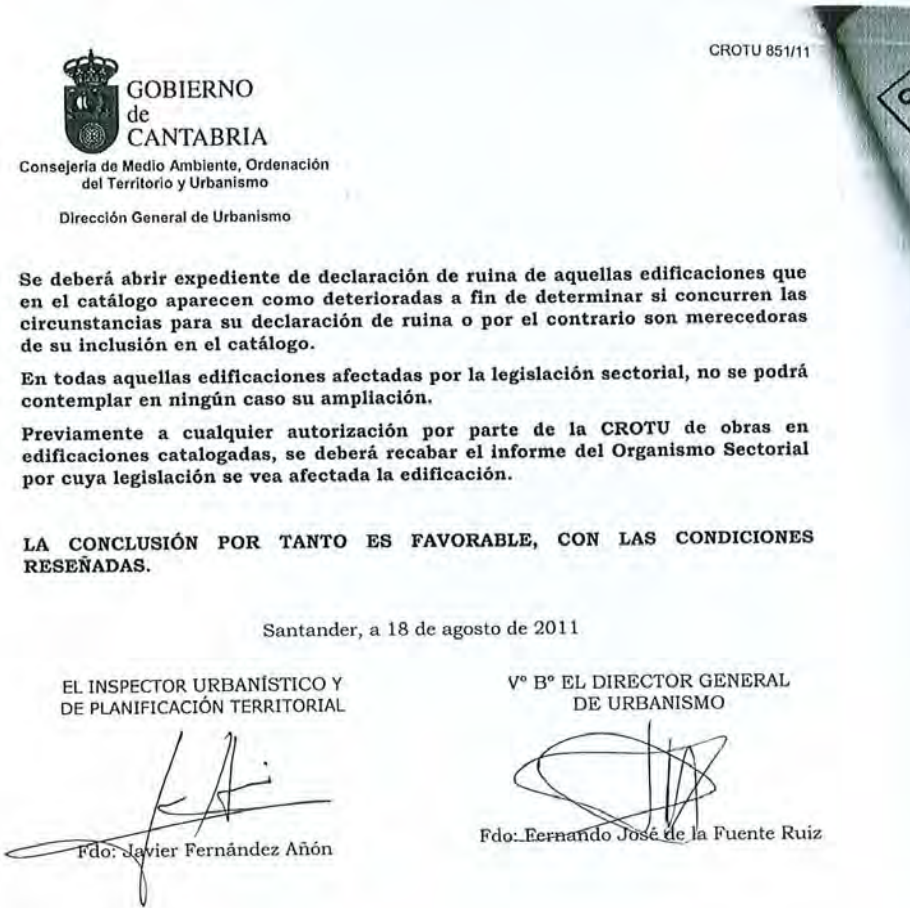 CROTU 851/11
GOBIERNO
de
CANTABRIA
Consejería de Medio Ambiente, Ordenación
del Territorio y Urbanismo
Dirección General de Urbanismo
Se deberá abrir expediente de declaración de ruina de aquellas edificaciones que
en el catálogo aparecen como deterioradas a fin de determinar si concurren las
circunstancias para su declaración de ruina o por el contrario son merecedoras
de su inclusión en el catálogo.
En todas aquellas edificaciones afectadas por la legislación sectorial, no se podrá
contemplar en ningún caso su ampliación.
Previamente a cualquier autorización por parte de la CROTU de obras en
edificaciones catalogadas, se deberá recabar el informe del Organismo Sectorial
por cuya legislación se vea afectada la edificación.
LA CONCLUSIÓN POR TANTO ES FAVORABLE, CON LAS CONDICIONES
RESEÑADAS.
Santander, a 18 de agosto de 2011
EL INSPECTOR URBANÍSTICO Y
DE PLANIFICACIÓN TERRITORIAL
Fdo: Javier Fernández Añón
Vº Bº EL DIRECTOR GENERAL
DE URBANISMO
Fdo: Fernando José de la Fuente Ruiz